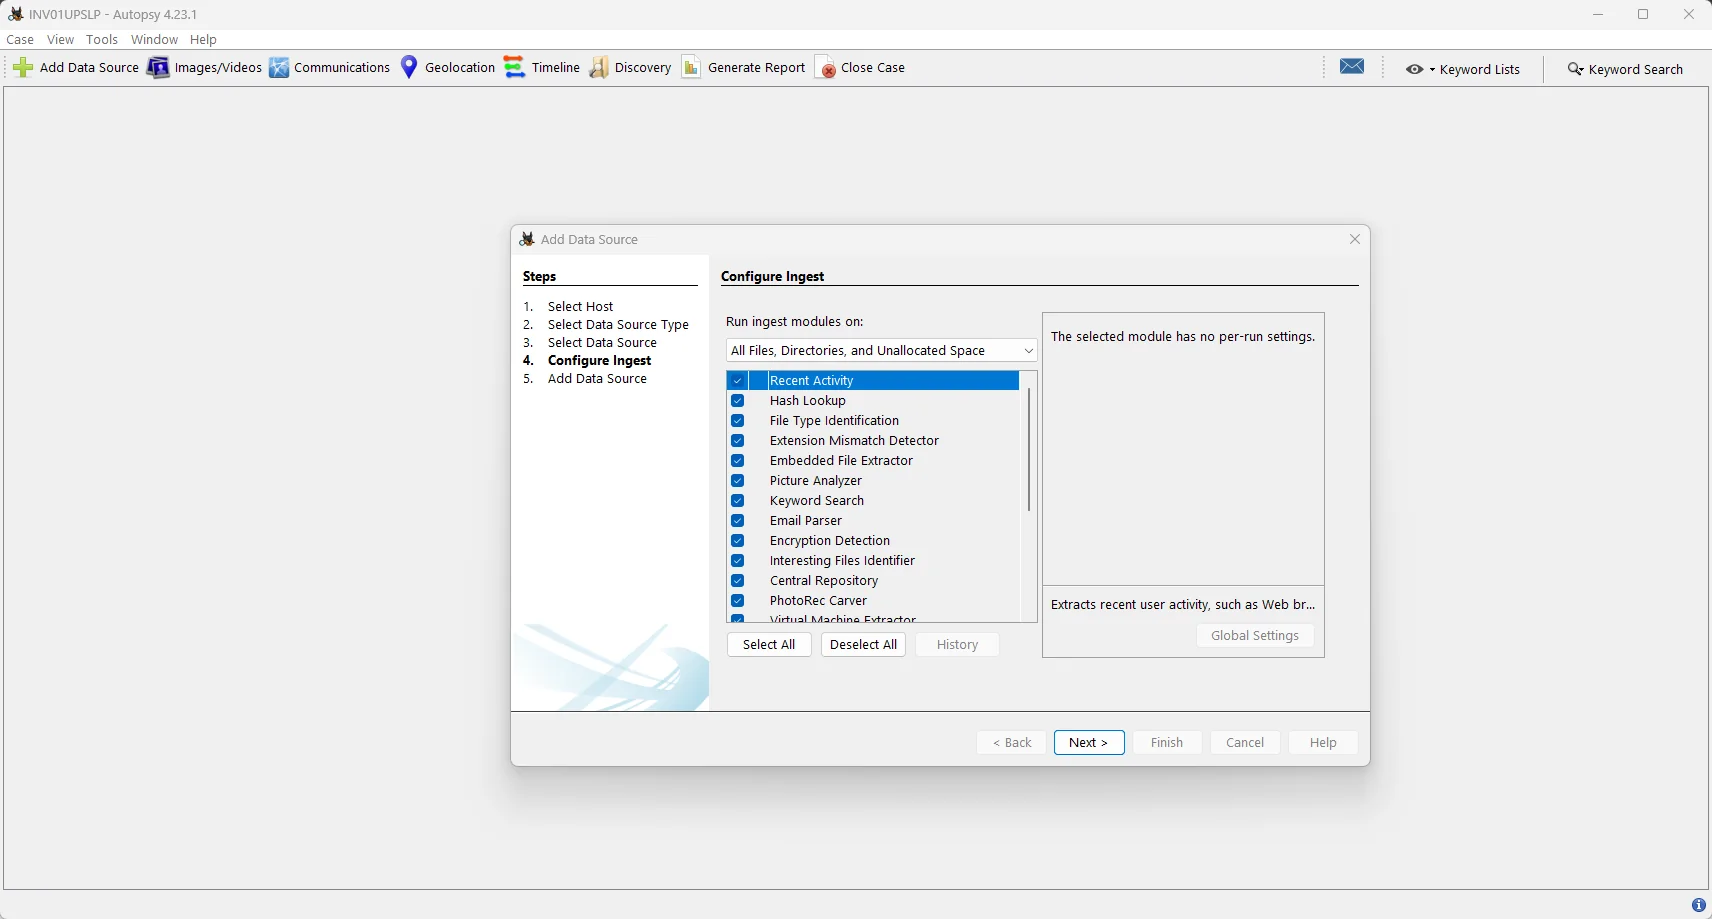 INV01UPSLP - Autopsy 4.23.1
Case View Tools Window Help
Add Data Source Images/Videos Communications Geolocation Timeline Discovery Generate Report Close Case Keyword Lists Keyword Search
Add Data Source
Steps
1. Select Host
2. Select Data Source Type
3. Select Data Source
4. Configure Ingest
5. Add Data Source
Configure Ingest
Run ingest modules on:
All Files, Directories, and Unallocated Space
Recent Activity
Hash Lookup
File Type Identification
Extension Mismatch Detector
Embedded File Extractor
Picture Analyzer
Keyword Search
Email Parser
Encryption Detection
Interesting Files Identifier
Central Repository
PhotoRec Carver
Virtual Machine Extractor
Select All Deselect All History
The selected module has no per-run settings.
Extracts recent user activity, such as Web br...
Global Settings
< Back Next > Finish Cancel Help